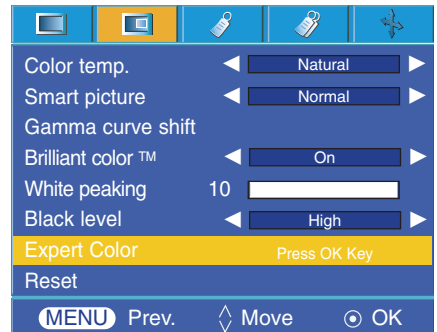 Color temp. Natural
Smart picture Normal
Gamma curve shift
Brilliant color ™ On
White peaking 10
Black level High
Expert Color Press OK Key
Reset
MENU Prev. Move OK